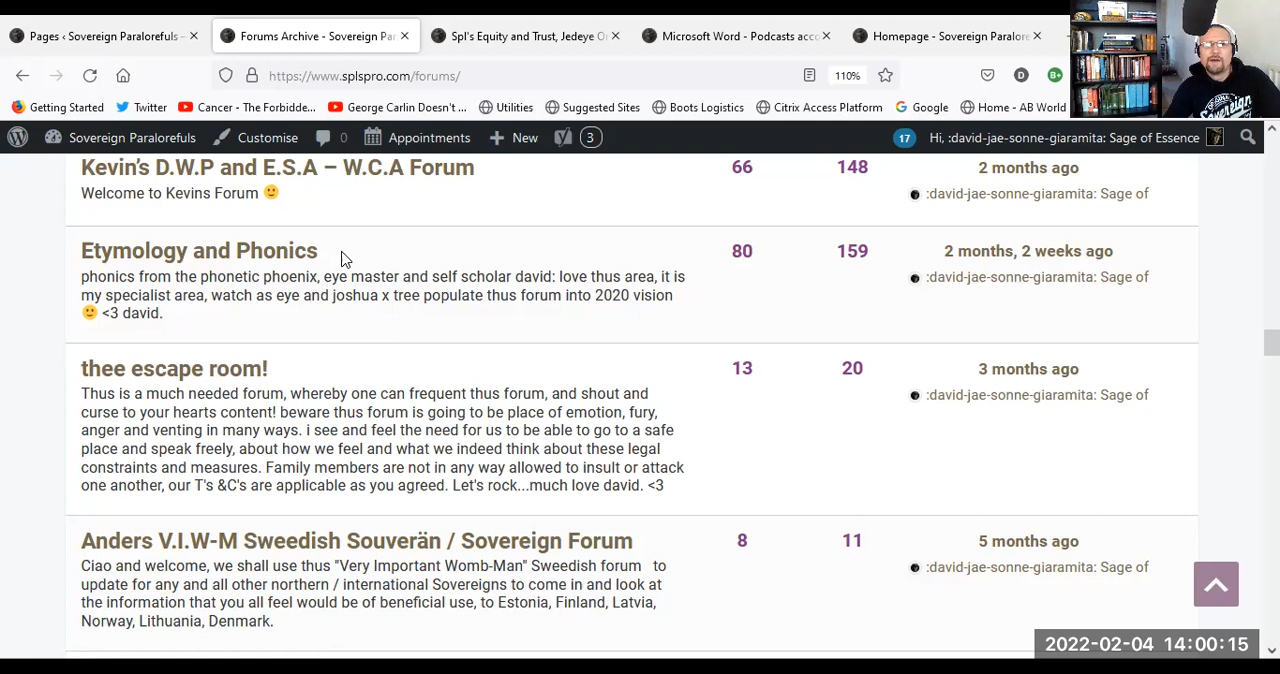 Pages ‹ Sovereign Paralorefuls –
Forums Archive - Sovereign Par
Spl's Equity and Trust, Jedeye Or
Microsoft Word - Podcasts acco
Homepage - Sovereign Paralore
https://www.splspro.com/forums/
110%
D
B+
Getting Started
Twitter
Cancer - The Forbidde...
George Carlin Doesn't ...
Utilities
Suggested Sites
Boots Logistics
Citrix Access Platform
Google
Home - AB World
Sovereign Paralorefuls
Customise
0
Appointments
New
3
17
Hi, :david-jae-sonne-giaramita: Sage of Essence
Kevin's D.W.P and E.S.A – W.C.A Forum
66
148
2 months ago
Welcome to Kevins Forum 🙂
:david-jae-sonne-giaramita: Sage of
Etymology and Phonics
80
159
2 months, 2 weeks ago
phonics from the phonetic phoenix, eye master and self scholar david: love thus area, it is
:david-jae-sonne-giaramita: Sage of
my specialist area, watch as eye and joshua x tree populate thus forum into 2020 vision
🙂 <3 david.
thee escape room!
13
20
3 months ago
Thus is a much needed forum, whereby one can frequent thus forum, and shout and
:david-jae-sonne-giaramita: Sage of
curse to your hearts content! beware thus forum is going to be place of emotion, fury,
anger and venting in many ways. i see and feel the need for us to be able to go to a safe
place and speak freely, about how we feel and what we indeed think about these legal
constraints and measures. Family members are not in any way allowed to insult or attack
one another, our T's &C's are applicable as you agreed. Let's rock...much love david. <3
Anders V.I.W-M Sweedish Souverän / Sovereign Forum
8
11
5 months ago
Ciao and welcome, we shall use thus "Very Important Womb-Man" Swedish forum to
:david-jae-sonne-giaramita: Sage of
update for any and all other northern / international Sovereigns to come in and look at
the information that you all feel would be of beneficial use, to Estonia, Finland, Latvia,
Norway, Lithuania, Denmark.
2022-02-04 14:00:15